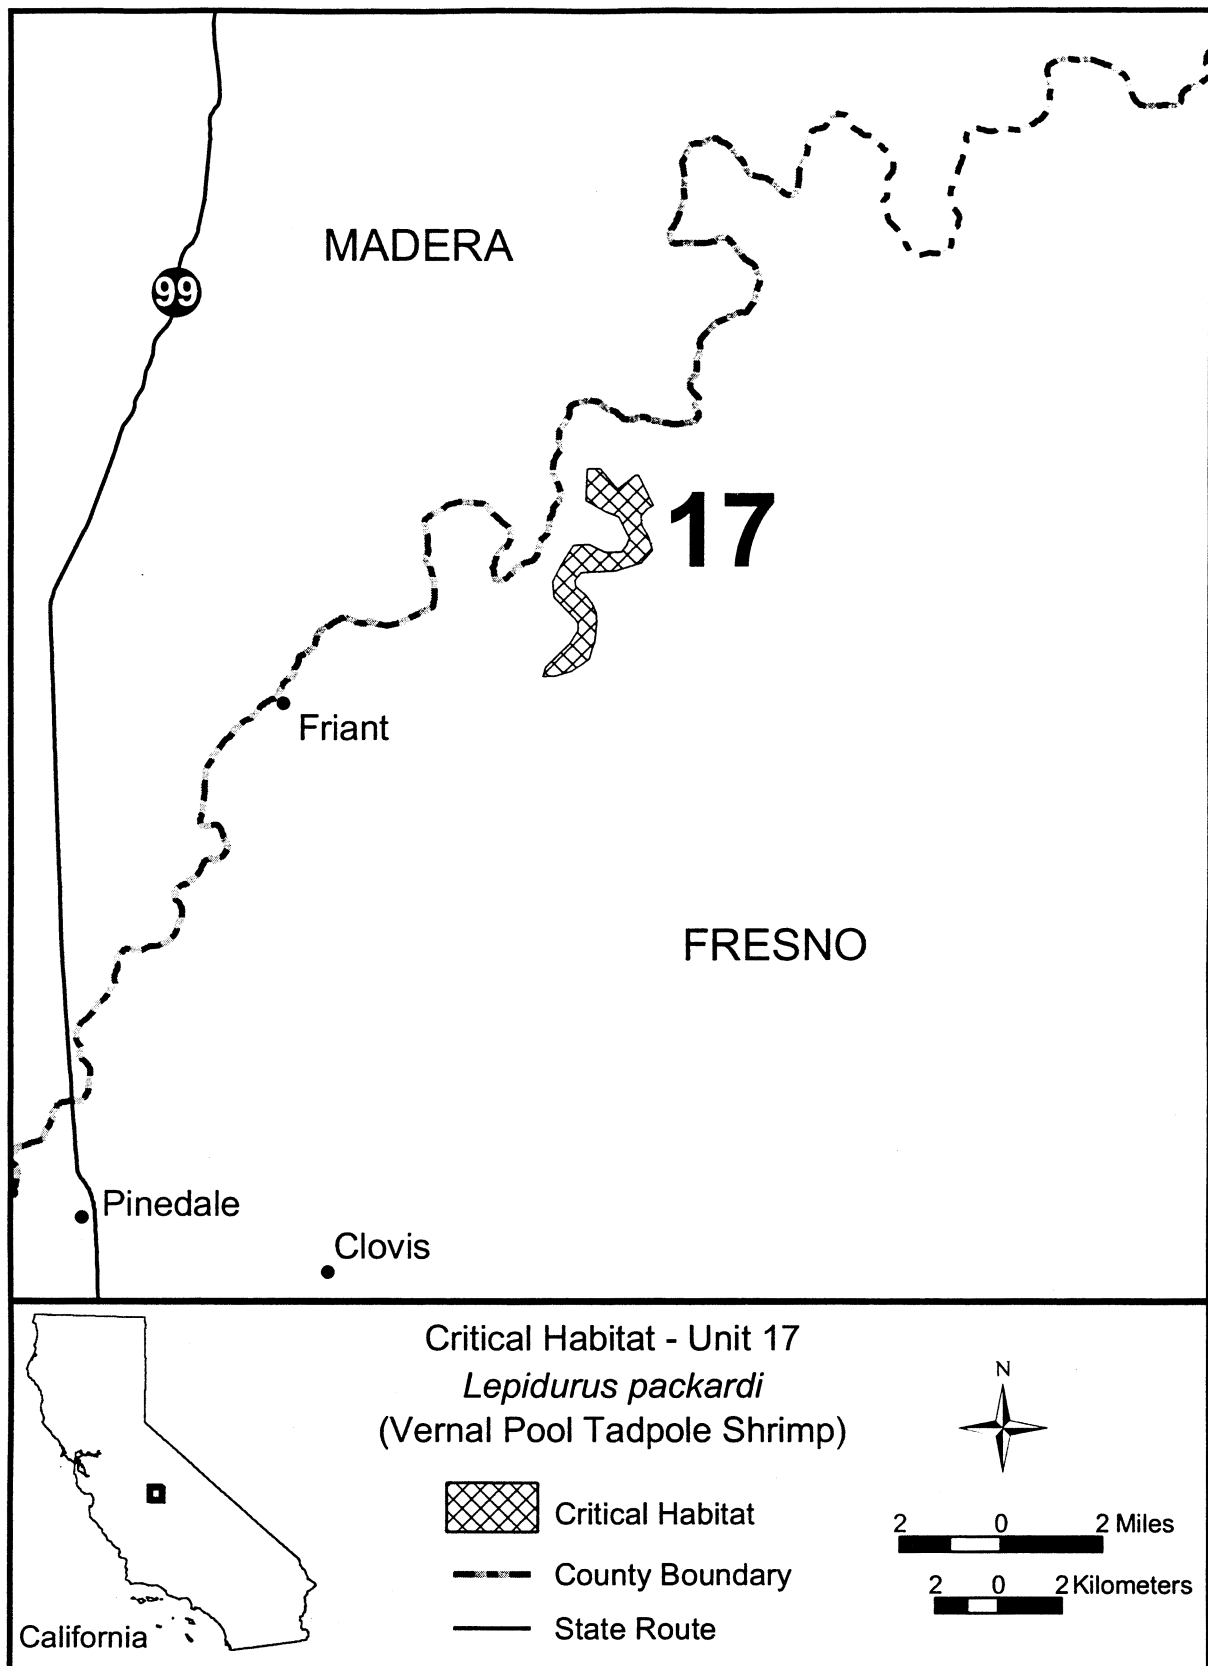 MADERA
99
17
Friant
FRESNO
Pinedale
Clovis
Critical Habitat - Unit 17
Lepidurus packardi
(Vernal Pool Tadpole Shrimp)
Critical Habitat
County Boundary
State Route
California
N
2 0 2 Miles
2 0 2 Kilometers